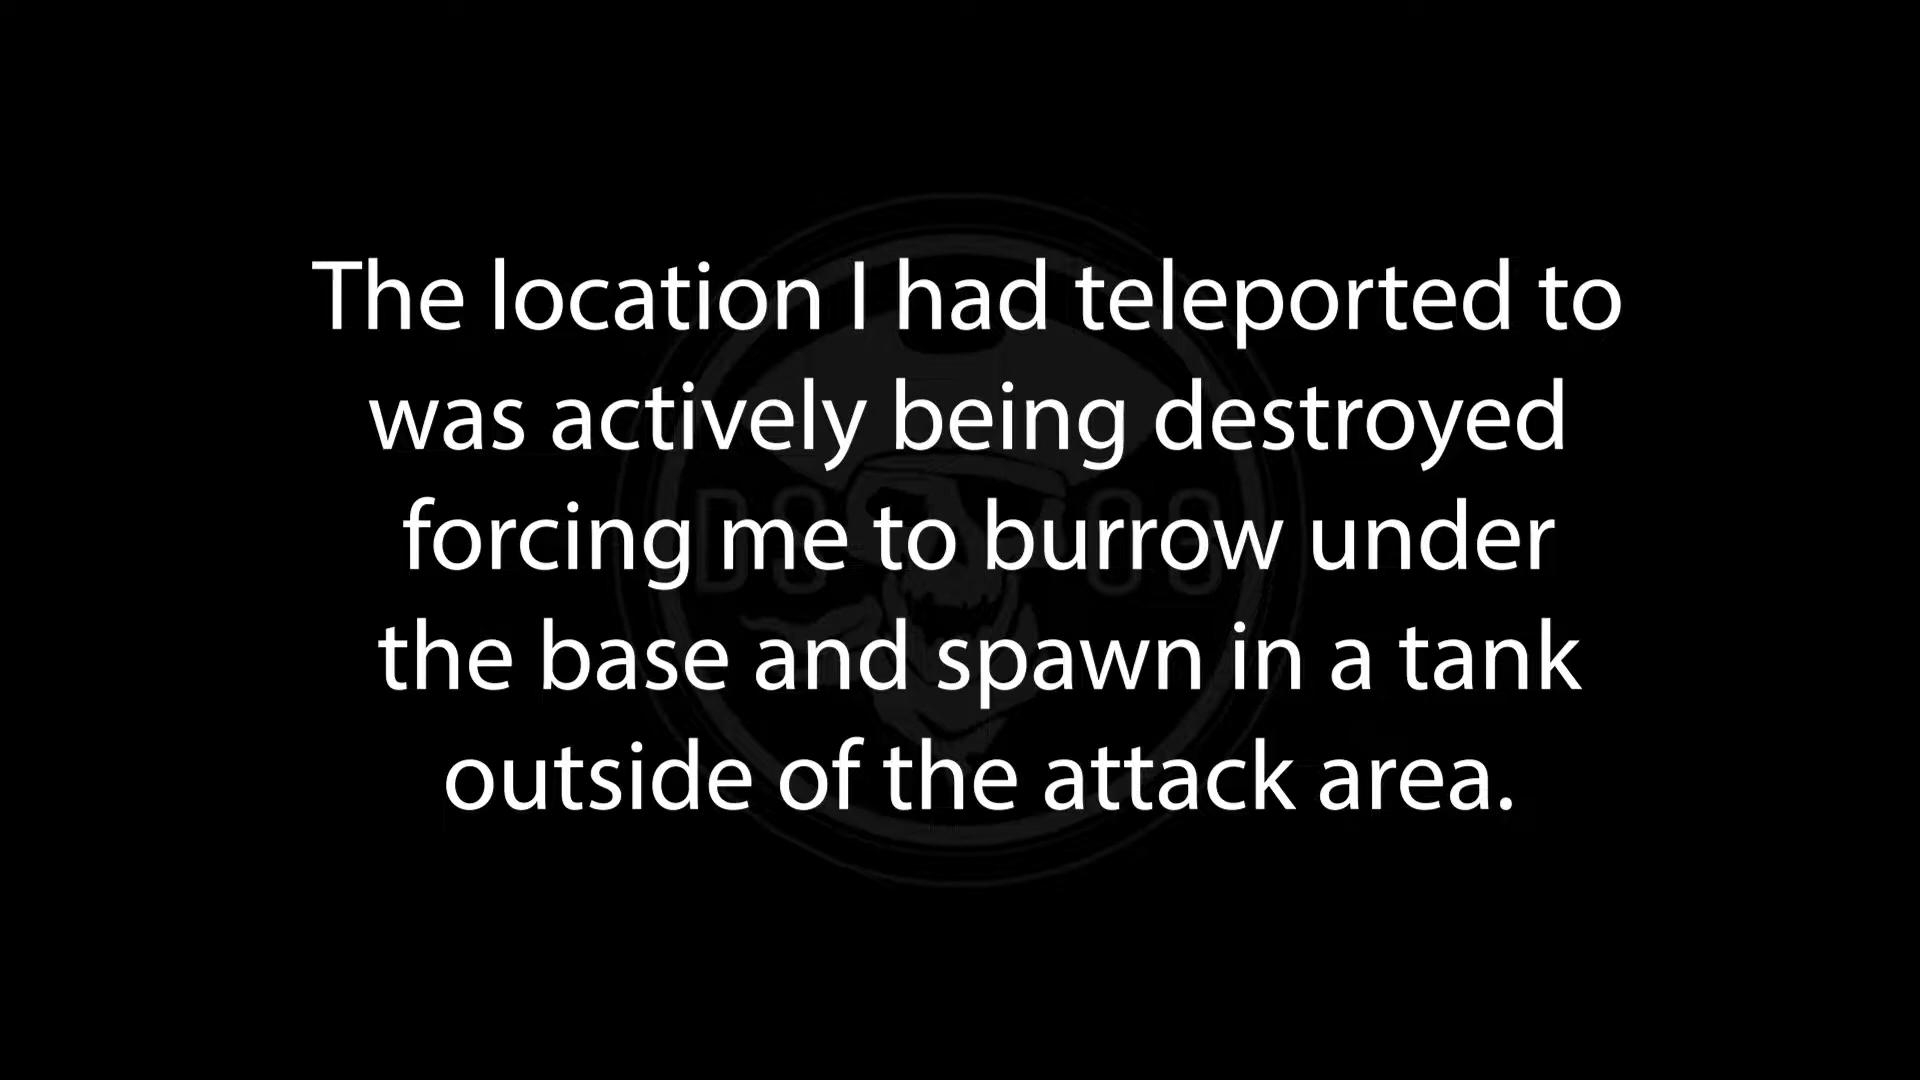 The location I had teleported to
was actively being destroyed
forcing me to burrow under
the base and spawn in a tank
outside of the attack area.